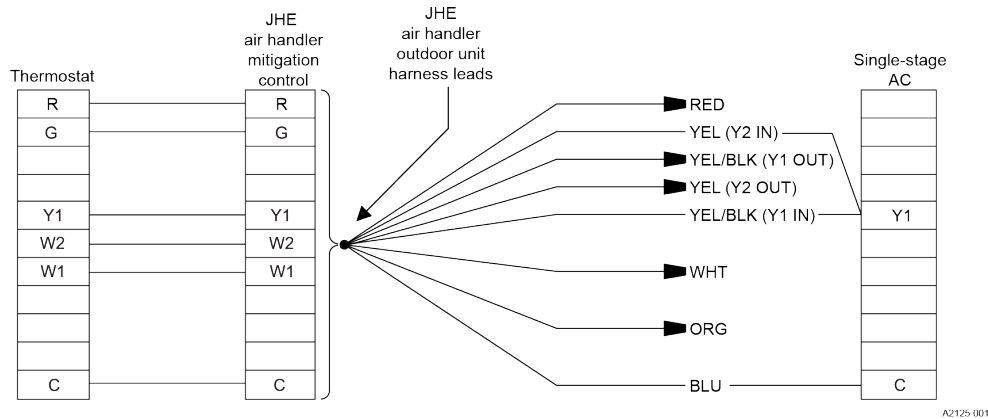 JHE
air handler
mitigation
control
JHE
air handler
outdoor unit
harness leads
Thermostat
Single-stage
AC
R
R
RED
G
G
YEL (Y2 IN)
YEL/BLK (Y1 OUT)
YEL (Y2 OUT)
Y1
Y1
YEL/BLK (Y1 IN)
Y1
W2
W2
W1
W1
WHT
ORG
C
C
BLU
C
A2125-001